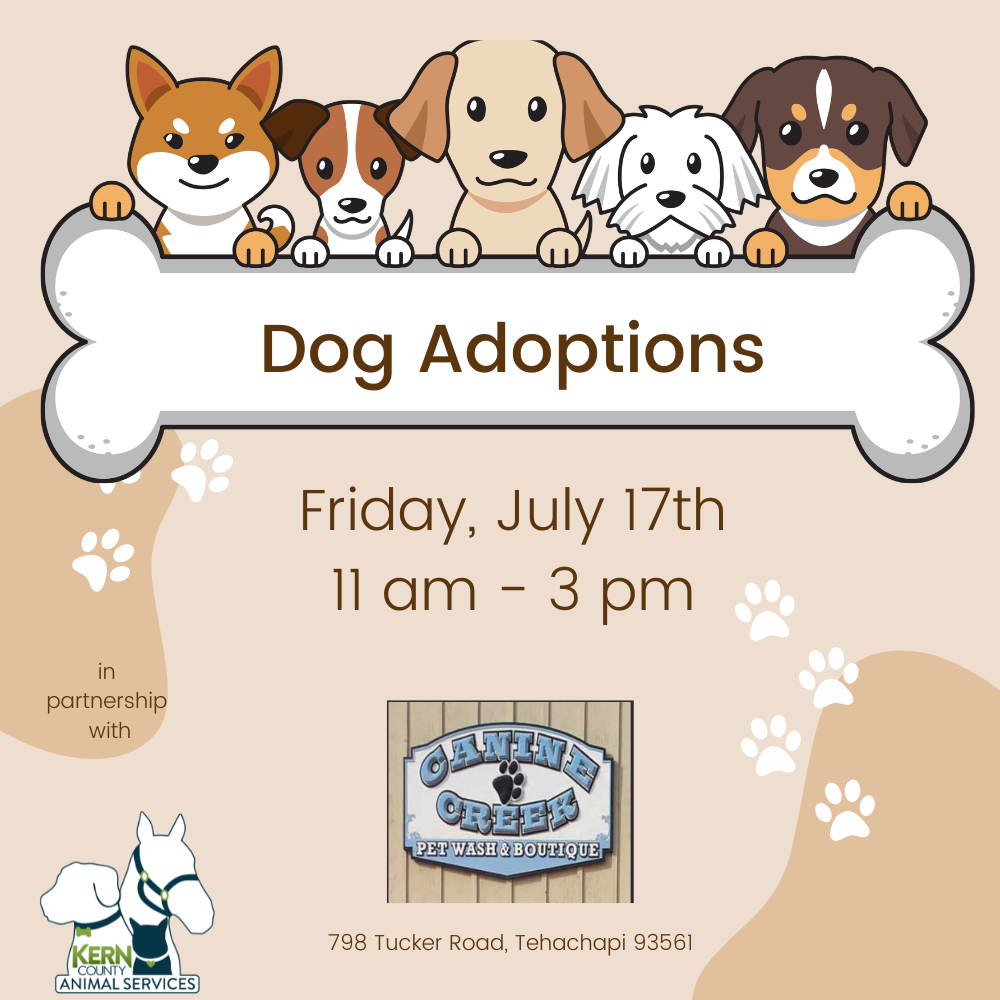 Dog Adoptions
Friday, July 17th
11 am - 3 pm
in
partnership
with
CANINE
CREEK
PET WASH & BOUTIQUE
KERN
COUNTY
ANIMAL SERVICES
798 Tucker Road, Tehachapi 93561